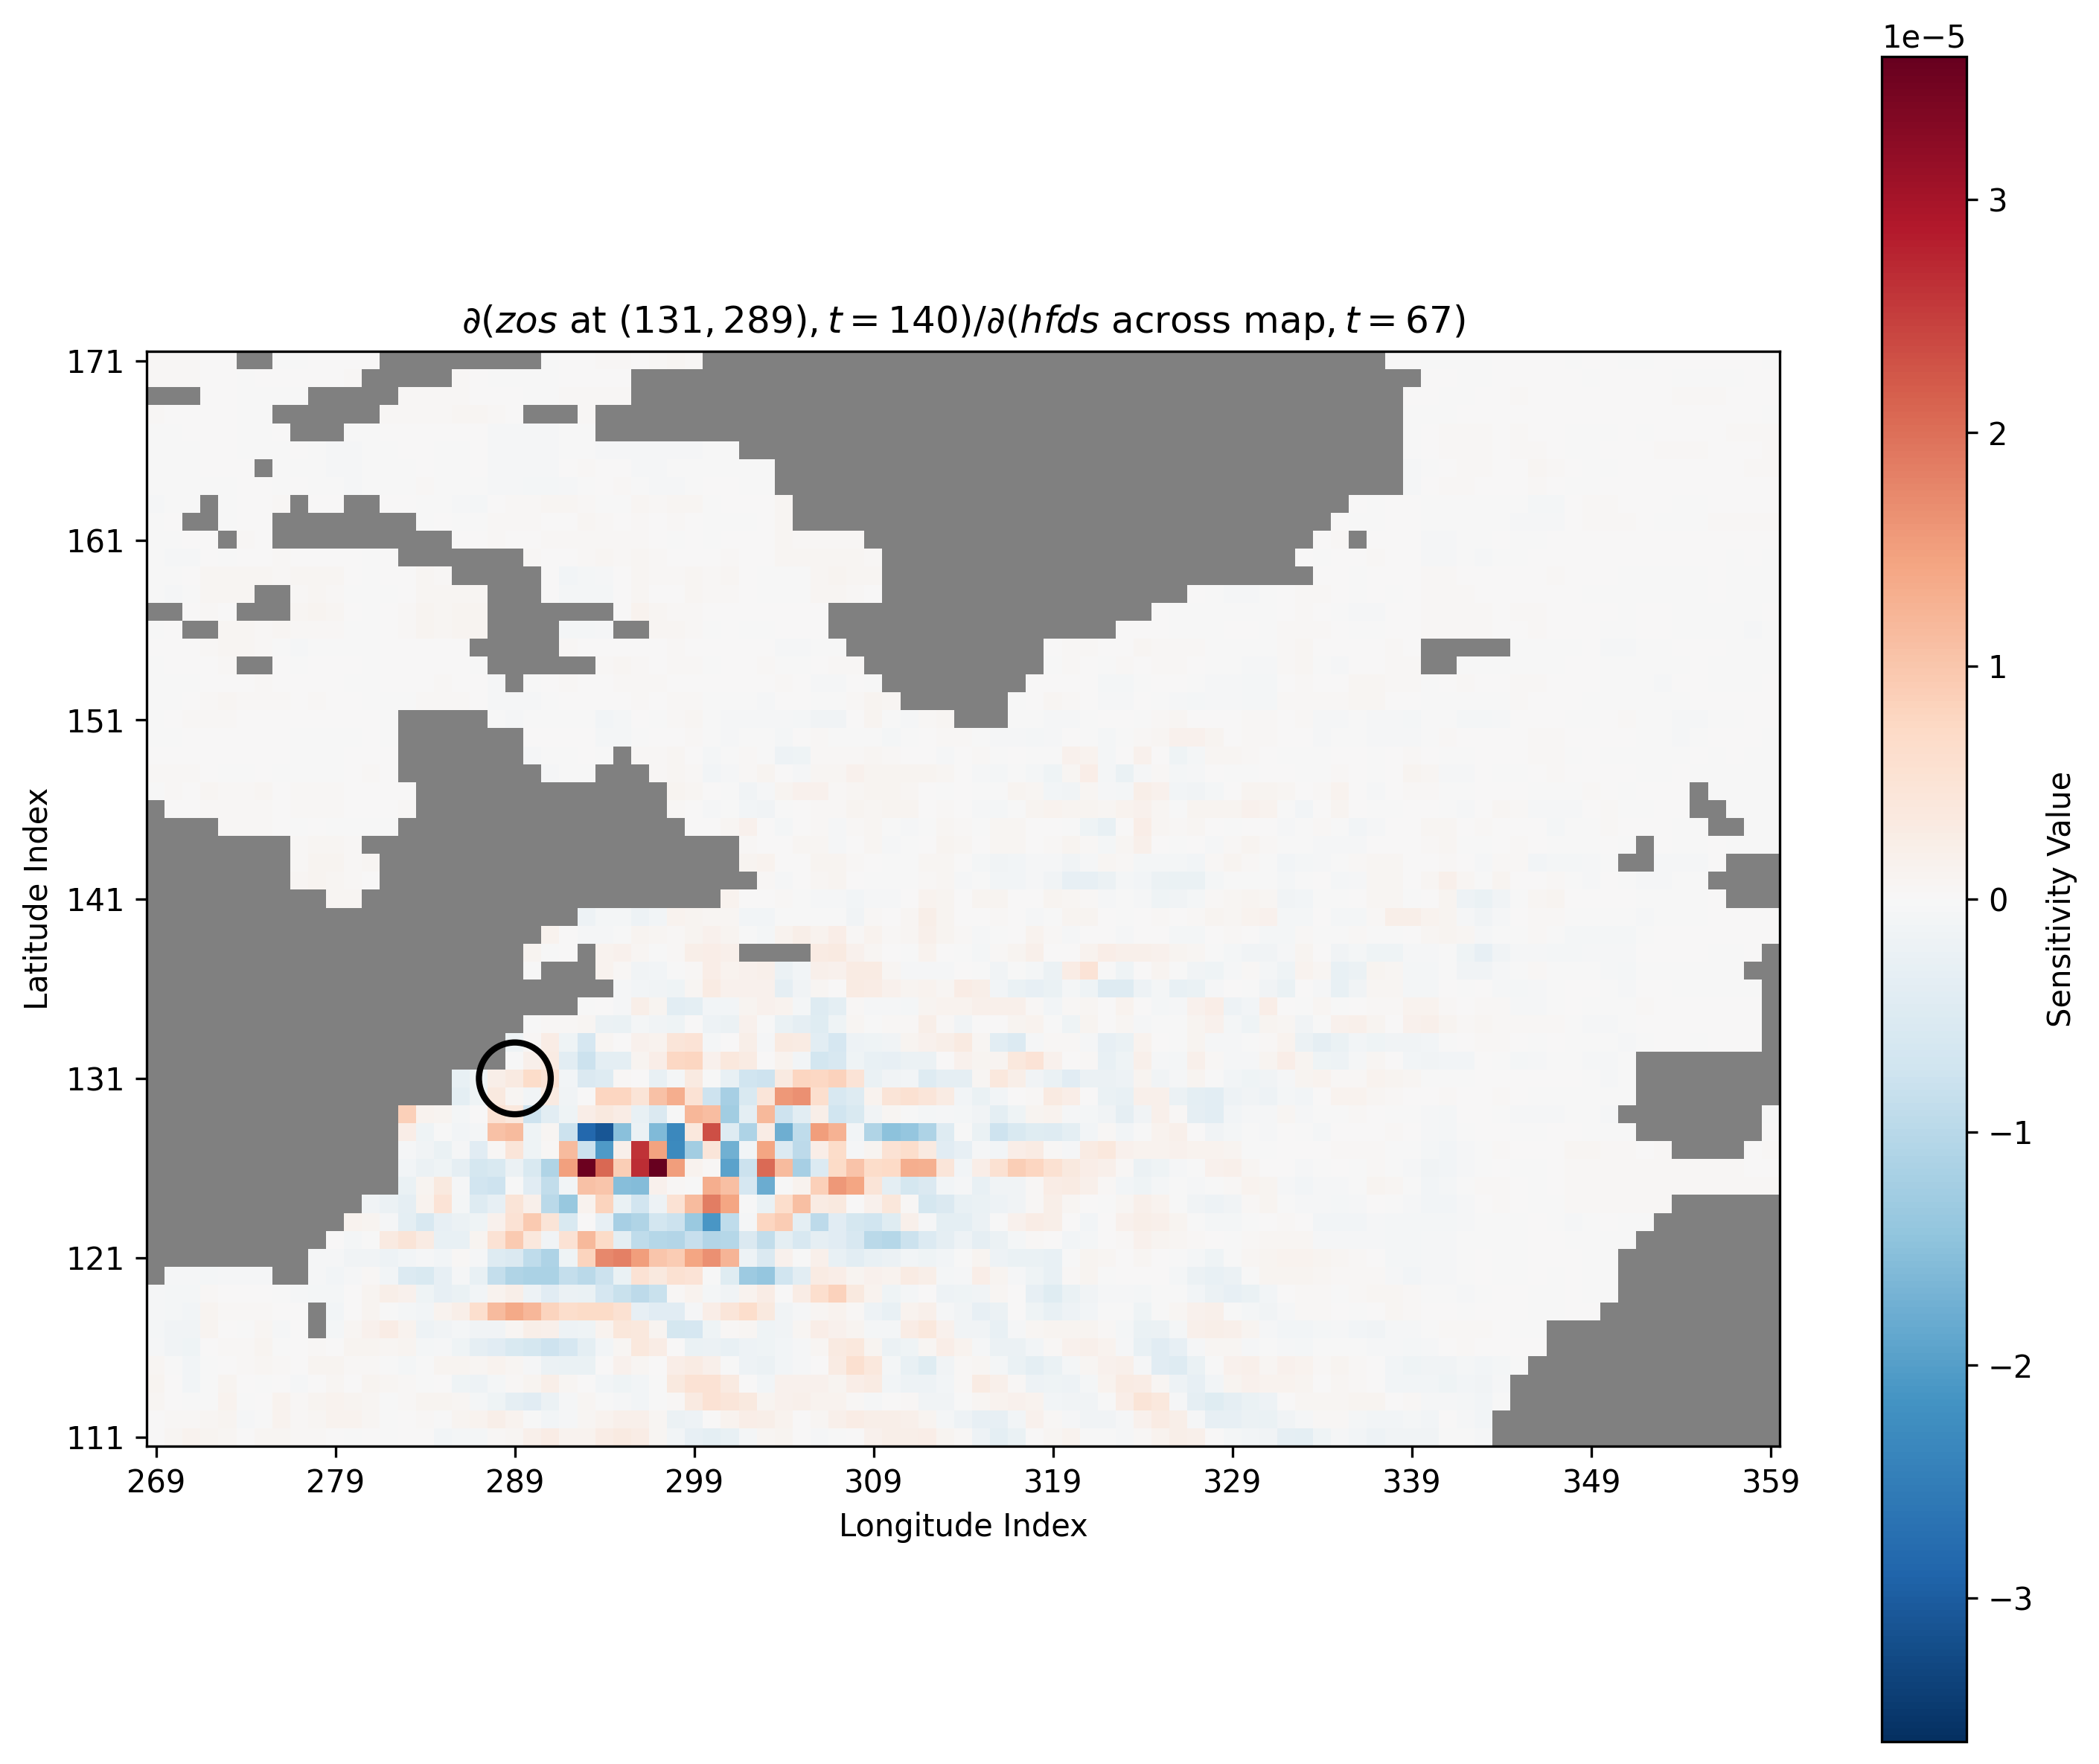 1e−5
∂(zos at (131, 289), t = 140)/∂(hfds across map, t = 67)
171
161
151
141
131
121
111
Latitude Index
269 279 289 299 309 319 329 339 349 359
Longitude Index
3
2
1
0
−1
−2
−3
Sensitivity Value